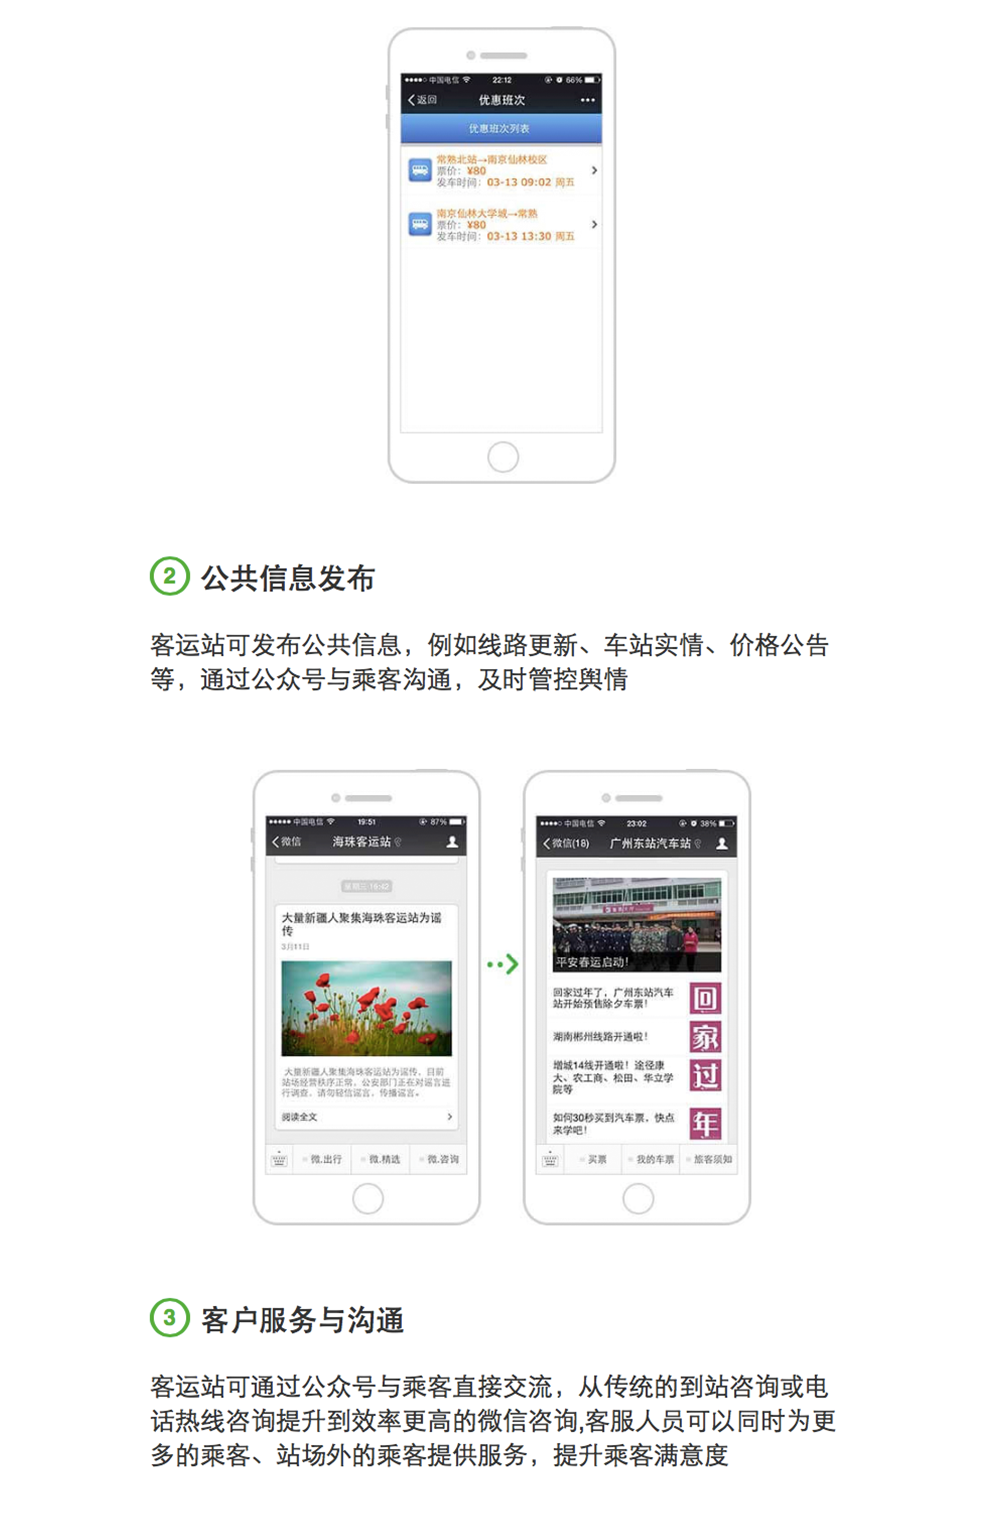 中国电信 22:12 66%
返回 优惠班次
优惠班次列表
常熟北站→南京仙林校区
票价：¥80
发车时间：03-13 09:02 周五
南京仙林大学城→常熟
票价：¥80
发车时间：03-13 13:30 周五
2 公共信息发布
客运站可发布公共信息，例如线路更新、车站实情、价格公告
等，通过公众号与乘客沟通，及时管控舆情
中国电信 19:51 87%
微信 海珠客运站
星期三 19:42
大量新疆人聚集海珠客运站为谣
传
3月11日
大量新疆人聚集海珠客运站为谣传，目前
站场经营秩序正常，公安部门正在对谣言进
行调查，请勿轻信谣言，传播谣言。
阅读全文
微.出行 微.精选 微.咨询
中国电信 23:02 38%
微信(18) 广州东站汽车站
平安春运启动！
回家过年了，广州东站汽车
站开始预售除夕车票！
回
湖南郴州线路开通啦！
家
增城14线开通啦！途径康
大、农工商、松田、华立学
院等
过
如何30秒买到汽车票，快点
来学吧！
年
买票 我的车票 旅客须知
3 客户服务与沟通
客运站可通过公众号与乘客直接交流，从传统的到站咨询或电
话热线咨询提升到效率更高的微信咨询,客服人员可以同时为更
多的乘客、站场外的乘客提供服务，提升乘客满意度